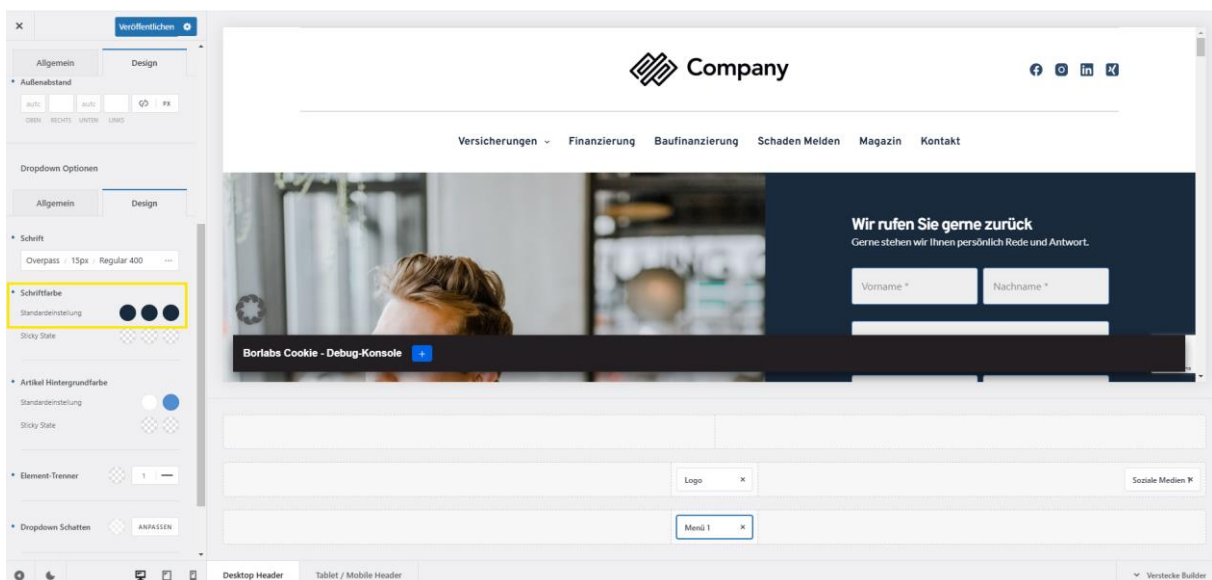 Veröffentlichen
Allgemein
Design
Außenabstand
auto
auto
FX
OBEN
RECHTS
UNTEN
LINKS
Dropdown Optionen
Allgemein
Design
Schrift
Overpass / 15px / Regular 400
Schriftfarbe
Standardeinstellung
Sticky State
Artikel Hintergrundfarbe
Standardeinstellung
Sticky State
Element-Trenner
1
Dropdown Schatten
ANPASSEN
Company
Versicherungen
Finanzierung
Baufinanzierung
Schaden Melden
Magazin
Kontakt
Wir rufen Sie gerne zurück
Gerne stehen wir Ihnen persönlich Rede und Antwort.
Vorname *
Nachname *
Borlabs Cookie - Debug-Konsole
+
Logo
Soziale Medien
Menü 1
Desktop Header
Tablet / Mobile Header
Verstecke Builder